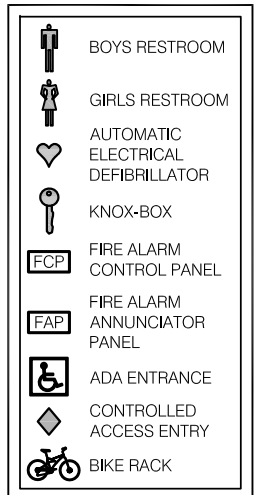 BOYS RESTROOM
GIRLS RESTROOM
AUTOMATIC
ELECTRICAL
DEFIBRILLATOR
KNOX-BOX
FCP
FIRE ALARM
CONTROL PANEL
FAP
FIRE ALARM
ANNUNCIATOR
PANEL
ADA ENTRANCE
CONTROLLED
ACCESS ENTRY
BIKE RACK